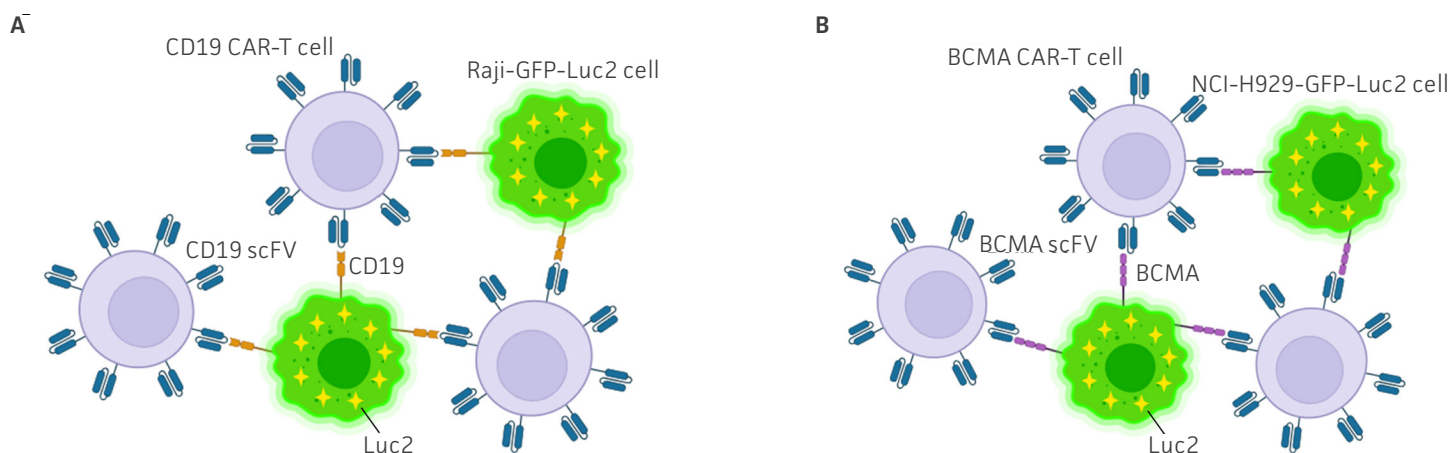 A
CD19 CAR-T cell
Raji-GFP-Luc2 cell
CD19 scFV
CD19
Luc2
B
BCMA CAR-T cell
NCI-H929-GFP-Luc2 cell
BCMA scFV
BCMA
Luc2